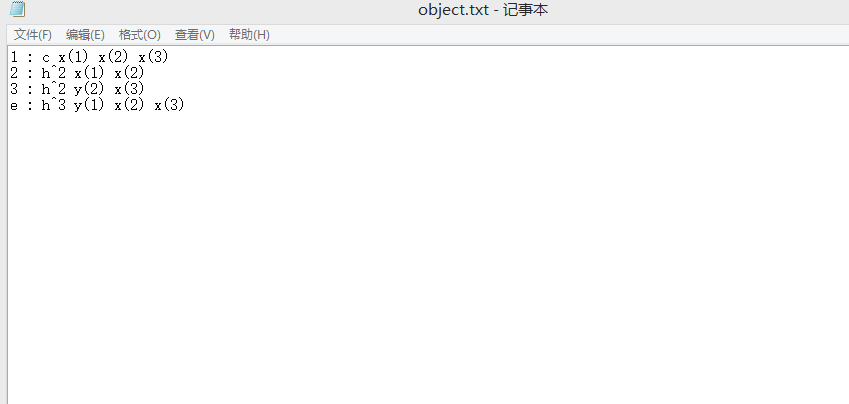 object.txt - 记事本
文件(F) 编辑(E) 格式(O) 查看(V) 帮助(H)
1 : c x(1) x(2) x(3)
2 : h^2 x(1) x(2)
3 : h^2 y(2) x(3)
e : h^3 y(1) x(2) x(3)